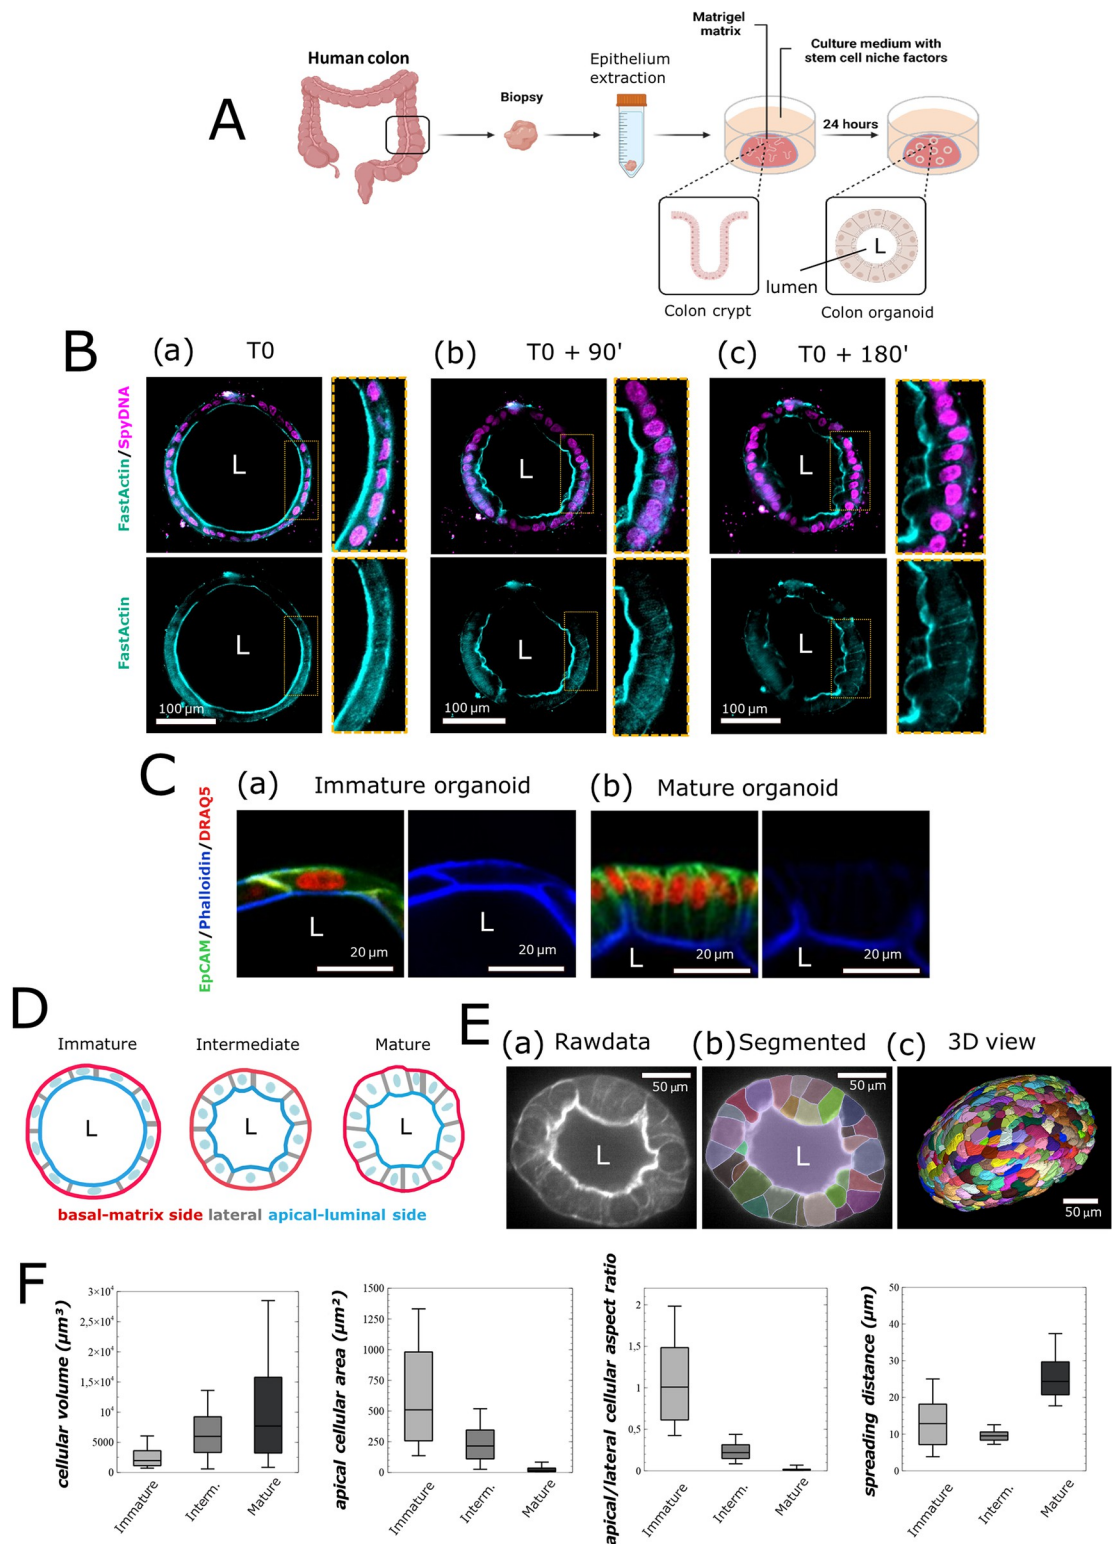 A
Human colon
Biopsy
Epithelium
extraction
Matrigel
matrix
Culture medium with
stem cell niche factors
24 hours
L
lumen
Colon crypt
Colon organoid
B
(a) T0
(b) T0 + 90'
(c) T0 + 180'
FastActin/SpyDNA
L
L
L
FastActin
L
L
L
100 µm
100 µm
100 µm
C
(a) Immature organoid
(b) Mature organoid
EpCAM/Phalloidin/DRAQ5
L
20 µm
L
20 µm
L
20 µm
L
20 µm
D
Immature
Intermediate
Mature
L
L
L
basal-matrix side lateral apical-luminal side
E
(a) Rawdata
(b) Segmented
(c) 3D view
50 µm
50 µm
50 µm
L
L
F
cellular volume (µm³)
3×10⁴
2,5×10⁴
2×10⁴
1,5×10⁴
10⁴
5000
0
Immature
Interm.
Mature
apical cellular area (µm²)
1500
1250
1000
750
500
250
0
Immature
Interm.
Mature
apical/lateral cellular aspect ratio
2
1,5
1
0,5
0
Immature
Interm.
Mature
spreading distance (µm)
50
40
30
20
10
0
Immature
Interm.
Mature